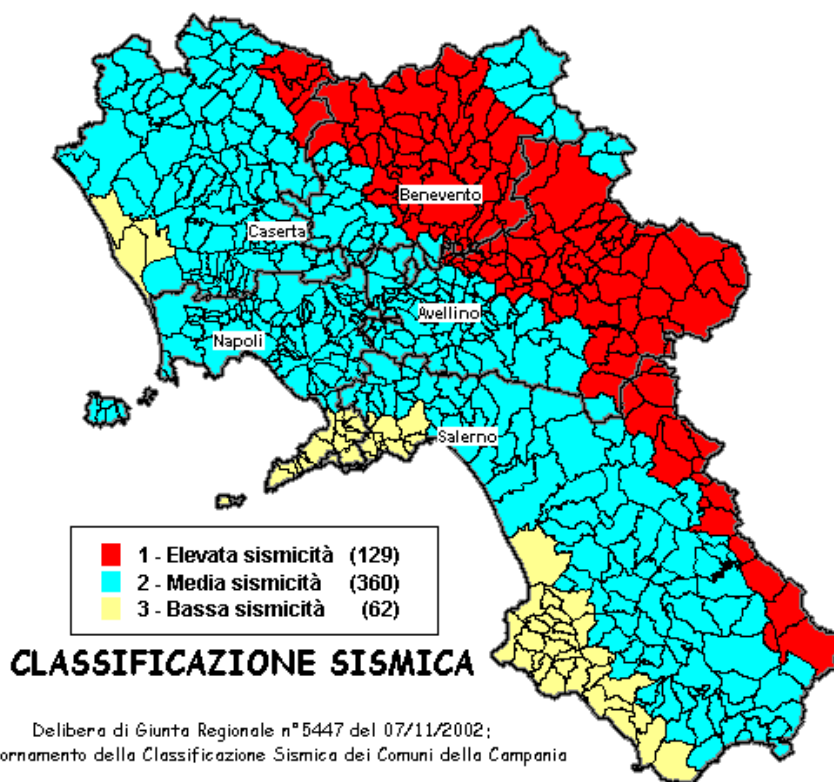 Benevento
Caserta
Avellino
Napoli
Salerno
1 - Elevata sismicità (129)
2 - Media sismicità (360)
3 - Bassa sismicità (62)
CLASSIFICAZIONE SISMICA
Delibera di Giunta Regionale n°5447 del 07/11/2002;
ornamento della Classificazione Sismica dei Comuni della Campania